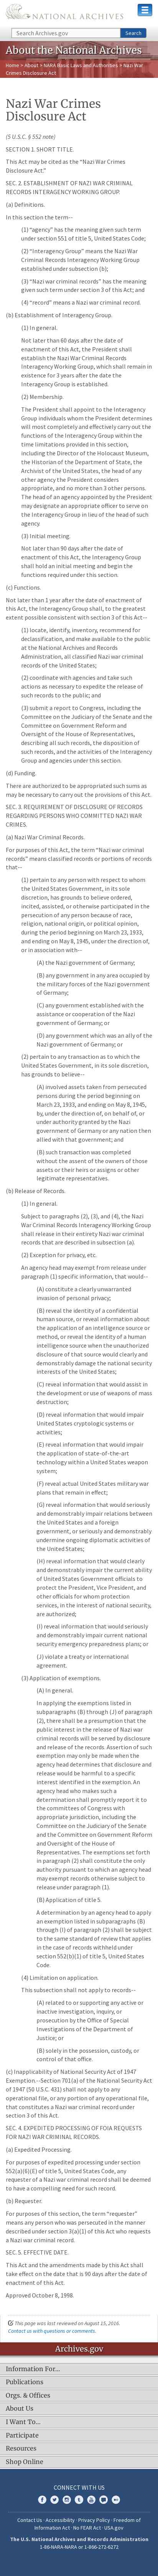 NATIONAL ARCHIVES
Search Archives.gov
Search
About the National Archives
Home > About > NARA Basic Laws and Authorities > Nazi War
Crimes Disclosure Act
Nazi War Crimes
Disclosure Act
(5 U.S.C. § 552 note)
SECTION 1. SHORT TITLE.
This Act may be cited as the “Nazi War Crimes
Disclosure Act.”
SEC. 2. ESTABLISHMENT OF NAZI WAR CRIMINAL
RECORDS INTERAGENCY WORKING GROUP.
(a) Definitions.
In this section the term--
(1) “agency” has the meaning given such term
under section 551 of title 5, United States Code;
(2) “Interagency Group” means the Nazi War
Criminal Records Interagency Working Group
established under subsection (b);
(3) “Nazi war criminal records” has the meaning
given such term under section 3 of this Act; and
(4) “record” means a Nazi war criminal record.
(b) Establishment of Interagency Group.
(1) In general.
Not later than 60 days after the date of
enactment of this Act, the President shall
establish the Nazi War Criminal Records
Interagency Working Group, which shall remain in
existence for 3 years after the date the
Interagency Group is established.
(2) Membership.
The President shall appoint to the Interagency
Group individuals whom the President determines
will most completely and effectively carry out the
functions of the Interagency Group within the
time limitations provided in this section,
including the Director of the Holocaust Museum,
the Historian of the Department of State, the
Archivist of the United States, the head of any
other agency the President considers
appropriate, and no more than 3 other persons.
The head of an agency appointed by the President
may designate an appropriate officer to serve on
the Interagency Group in lieu of the head of such
agency.
(3) Initial meeting.
Not later than 90 days after the date of
enactment of this Act, the Interagency Group
shall hold an initial meeting and begin the
functions required under this section.
(c) Functions.
Not later than 1 year after the date of enactment of
this Act, the Interagency Group shall, to the greatest
extent possible consistent with section 3 of this Act--
(1) locate, identify, inventory, recommend for
declassification, and make available to the public
at the National Archives and Records
Administration, all classified Nazi war criminal
records of the United States;
(2) coordinate with agencies and take such
actions as necessary to expedite the release of
such records to the public; and
(3) submit a report to Congress, including the
Committee on Government Reform and
Oversight of the House of Representatives,
describing all such records, the disposition of
such records, and the activities of the Interagency
Group and agencies under this section.
(d) Funding.
There are authorized to be appropriated such sums as
may be necessary to carry out the provisions of this Act.
SEC. 3. REQUIREMENT OF DISCLOSURE OF RECORDS
REGARDING PERSONS WHO COMMITTED NAZI WAR
CRIMES.
(a) Nazi War Criminal Records.
For purposes of this Act, the term “Nazi war criminal
records” means classified records or portions of records
that--
(1) pertain to any person with respect to whom
the United States Government, in its sole
discretion, has grounds to believe ordered,
incited, assisted, or otherwise participated in the
persecution of any person because of race,
religion, national origin, or political opinion,
during the period beginning on March 23, 1933,
and ending on May 8, 1945, under the direction of,
or in association with--
(A) the Nazi government of Germany;
(B) any government in any area occupied by
the military forces of the Nazi government
of Germany;
(C) any government established with the
assistance or cooperation of the Nazi
government of Germany; or
(D) any government which was an ally of the
Nazi government of Germany; or
(2) pertain to any transaction as to which the
United States Government, in its sole discretion,
has grounds to believe--
(A) involved assets taken from persecuted
persons during the period beginning on
March 23, 1933, and ending on May 8, 1945,
by, under the direction of, on behalf of, or
under authority granted by the Nazi
government of Germany or any nation then
allied with that government; and
(B) such transaction was completed
without the assent of the owners of those
assets or their heirs or assigns or other
legitimate representatives.
(b) Release of Records.
(1) In general.
Subject to paragraphs (2), (3), and (4), the Nazi
War Criminal Records Interagency Working Group
shall release in their entirety Nazi war criminal
records that are described in subsection (a).
(2) Exception for privacy, etc.
An agency head may exempt from release under
paragraph (1) specific information, that would--
(A) constitute a clearly unwarranted
invasion of personal privacy;
(B) reveal the identity of a confidential
human source, or reveal information about
the application of an intelligence source or
method, or reveal the identity of a human
intelligence source when the unauthorized
disclosure of that source would clearly and
demonstrably damage the national security
interests of the United States;
(C) reveal information that would assist in
the development or use of weapons of mass
destruction;
(D) reveal information that would impair
United States cryptologic systems or
activities;
(E) reveal information that would impair the
application of state-of-the-art
technology within a United States weapon
system;
(F) reveal actual United States military war
plans that remain in effect;
(G) reveal information that would seriously
and demonstrably impair relations between
the United States and a foreign
government, or seriously and demonstrably
undermine ongoing diplomatic activities of
the United States;
(H) reveal information that would clearly
and demonstrably impair the current ability
of United States Government officials to
protect the President, Vice President, and
other officials for whom protection
services, in the interest of national security,
are authorized;
(I) reveal information that would seriously
and demonstrably impair current national
security emergency preparedness plans; or
(J) violate a treaty or international
agreement.
(3) Application of exemptions.
(A) In general.
In applying the exemptions listed in
subparagraphs (B) through (J) of paragraph
(2), there shall be a presumption that the
public interest in the release of Nazi war
criminal records will be served by
disclosure and release of the records.
Assertion of such exemption may only be
made when the agency head determines
that disclosure and release would be
harmful to a specific interest identified in
the exemption. An agency head who makes
such a determination shall promptly report
it to the committees of Congress with
appropriate jurisdiction, including the
Committee on the Judiciary of the Senate
and the Committee on Government Reform
and Oversight of the House of
Representatives. The exemptions set forth
in paragraph (2) shall constitute the only
authority pursuant to which an agency head
may exempt records otherwise subject to
release under paragraph (1).
(B) Application of title 5.
A determination by an agency head to apply
an exemption listed in subparagraphs (B)
through (I) of paragraph (2) shall be subject
to the same standard of review that applies
in the case of records withheld under
section 552(b)(1) of title 5, United States
Code.
(4) Limitation on application.
This subsection shall not apply to records--
(A) related to or supporting any active or
inactive investigation, inquiry, or
prosecution by the Office of Special
Investigations of the Department of
Justice; or
(B) solely in the possession, custody, or
control of that office.
(c) Inapplicability of National Security Act of 1947
Exemption.--Section 701(a) of the National Security Act
of 1947 (50 U.S.C. 431) shall not apply to any
operational file, or any portion of any operational file,
that constitutes a Nazi war criminal record under
section 3 of this Act.
SEC. 4. EXPEDITED PROCESSING OF FOIA REQUESTS
FOR NAZI WAR CRIMINAL RECORDS.
(a) Expedited Processing.
For purposes of expedited processing under section
552(a)(6)(E) of title 5, United States Code, any
requester of a Nazi war criminal record shall be deemed
to have a compelling need for such record.
(b) Requester.
For purposes of this section, the term “requester”
means any person who was persecuted in the manner
described in section 3(a)(1) of this Act who requests a
Nazi war criminal record.
SEC. 5. EFFECTIVE DATE.
This Act and the amendments made by this Act shall
take effect on the date that is 90 days after the date of
enactment of this Act.
Approved October 8, 1998.
This page was last reviewed on August 15, 2016.
Contact us with questions or comments.
Archives.gov
Information For…
Publications
Orgs. & Offices
About Us
I Want To…
Participate
Resources
Shop Online
CONNECT WITH US
Contact Us · Accessibility · Privacy Policy · Freedom of
Information Act · No FEAR Act · USA.gov
The U.S. National Archives and Records Administration
1-86-NARA-NARA or 1-866-272-6272